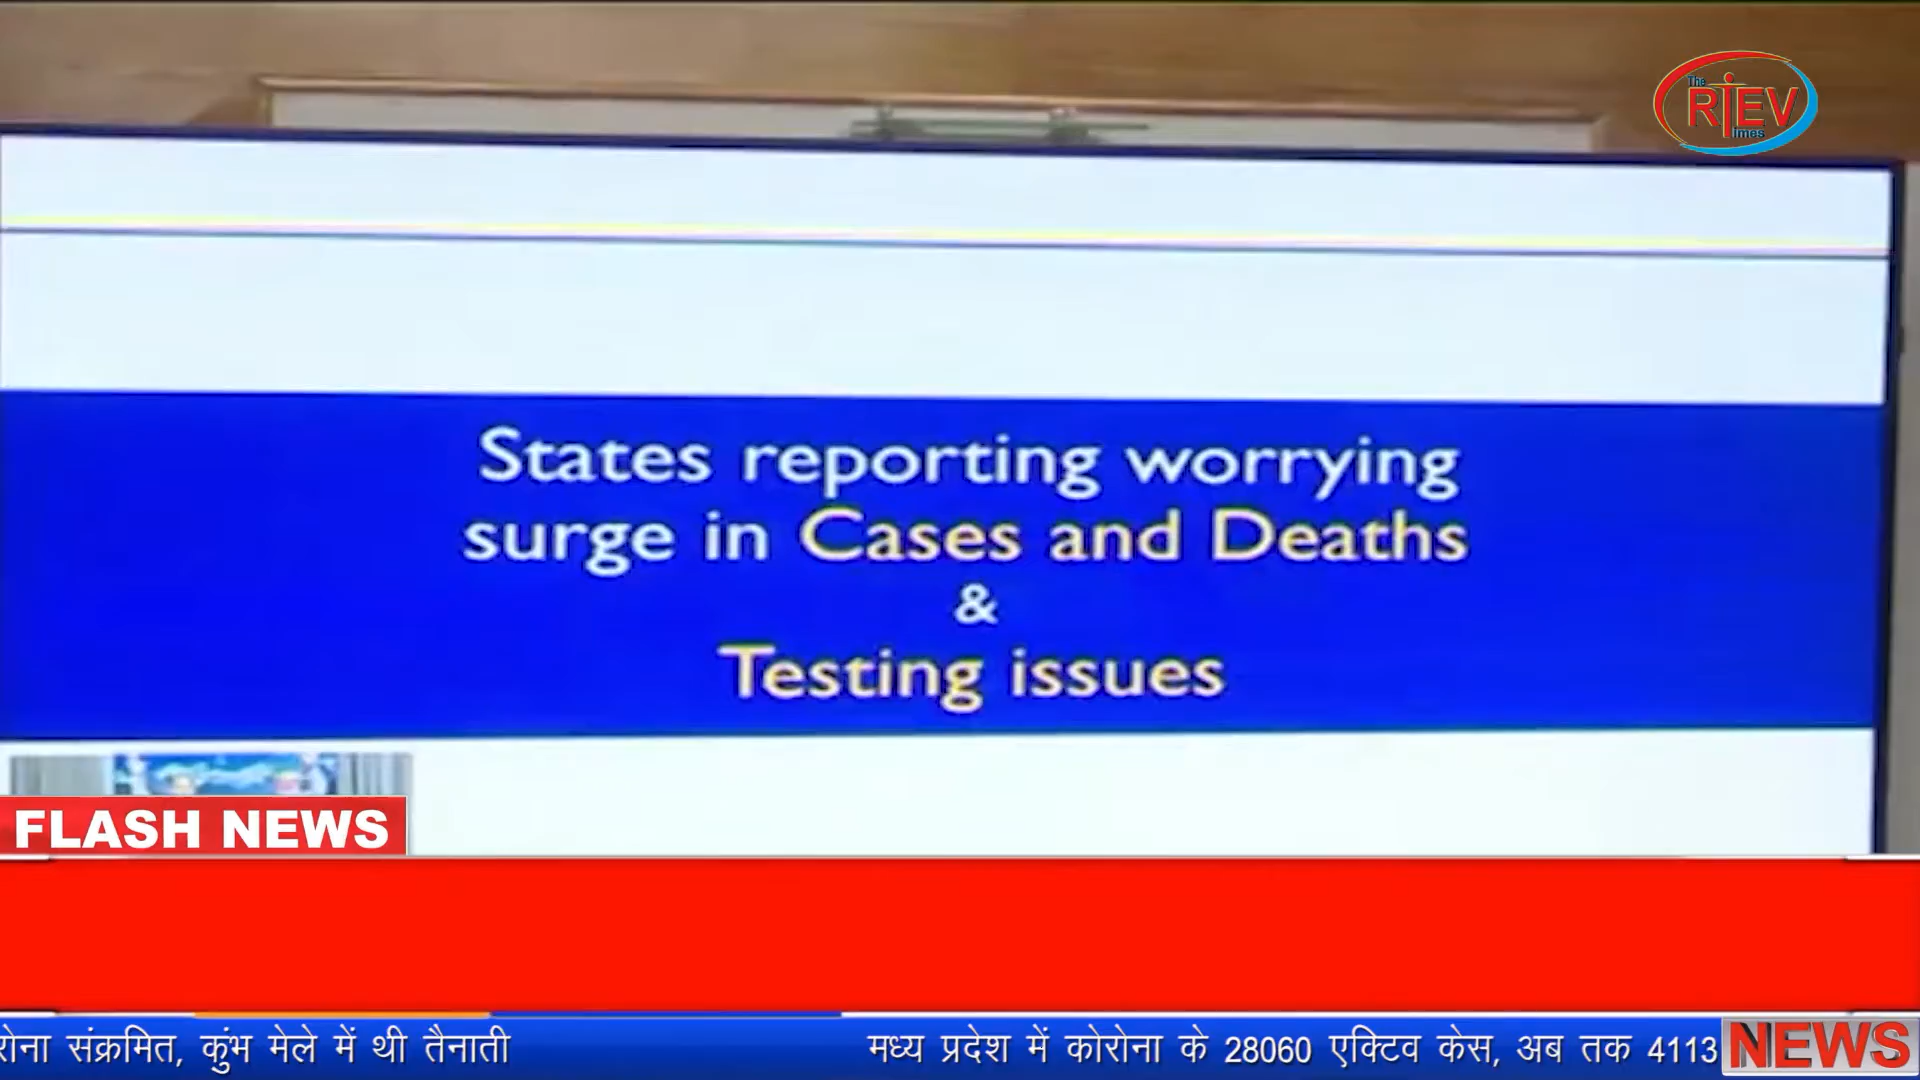 The
RTEV
Times
States reporting worrying
surge in Cases and Deaths
&
Testing issues
FLASH NEWS
रोना संक्रमित, कुंभ मेले में थी तैनाती
मध्य प्रदेश में कोरोना के 28060 एक्टिव केस, अब तक 4113
NEWS